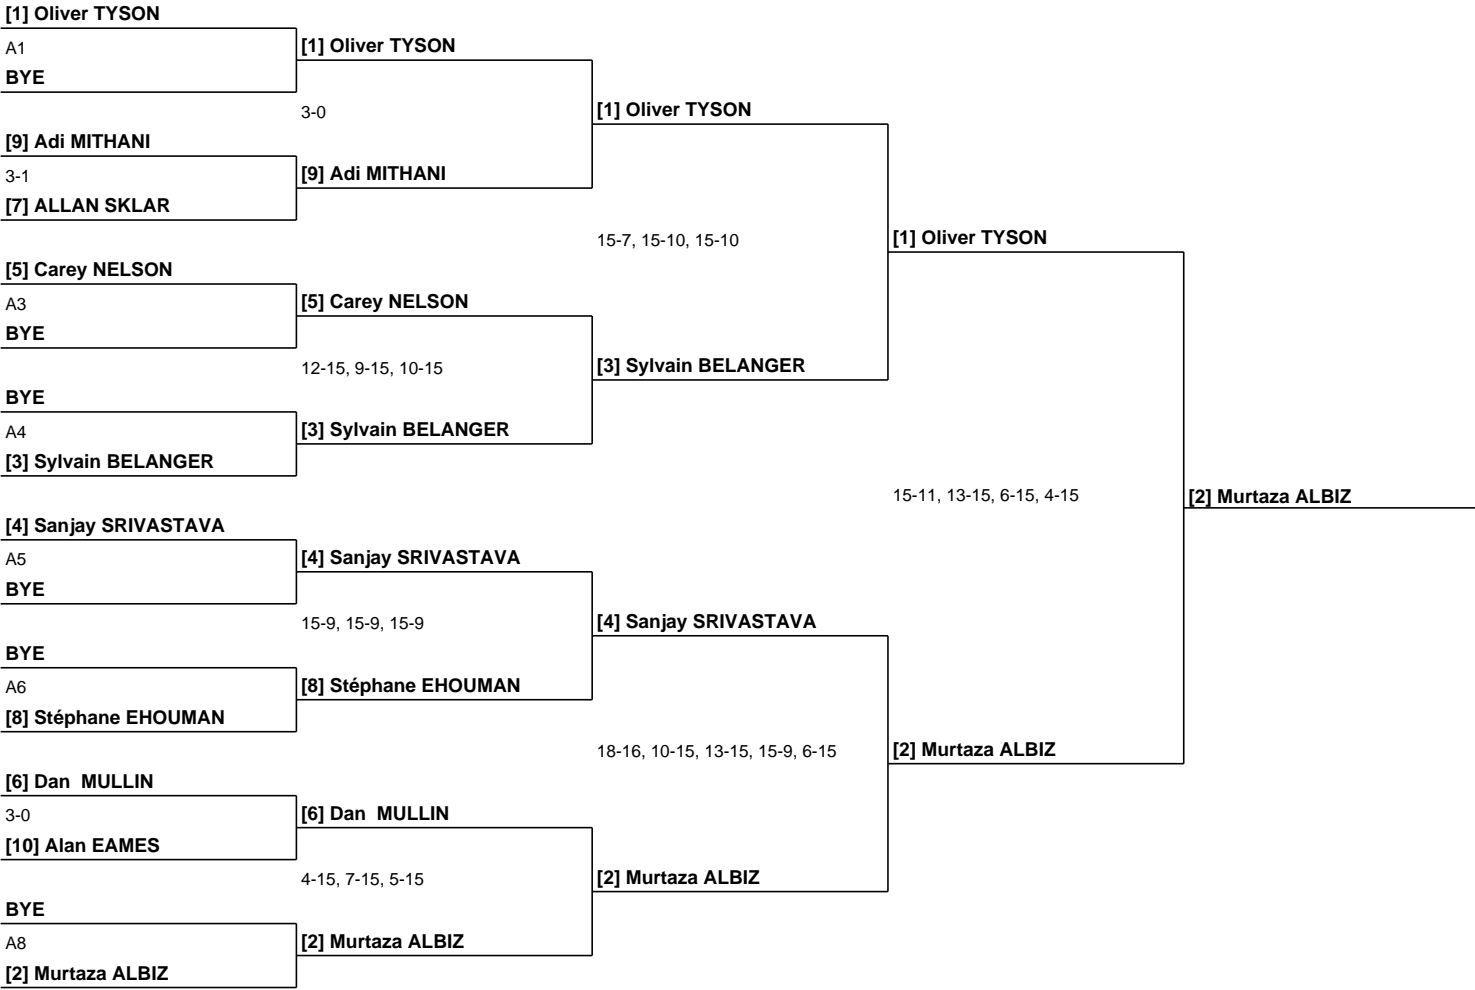 [1] Oliver TYSON
A1
BYE
[9] Adi MITHANI
3-1
[7] ALLAN SKLAR
[5] Carey NELSON
A3
BYE
BYE
A4
[3] Sylvain BELANGER
[4] Sanjay SRIVASTAVA
A5
BYE
BYE
A6
[8] Stéphane EHOUMAN
[6] Dan  MULLIN
3-0
[10] Alan EAMES
BYE
A8
[2] Murtaza ALBIZ
[1] Oliver TYSON
3-0
[9] Adi MITHANI
[5] Carey NELSON
12-15, 9-15, 10-15
[3] Sylvain BELANGER
[4] Sanjay SRIVASTAVA
15-9, 15-9, 15-9
[8] Stéphane EHOUMAN
[6] Dan  MULLIN
4-15, 7-15, 5-15
[2] Murtaza ALBIZ
[1] Oliver TYSON
15-7, 15-10, 15-10
[3] Sylvain BELANGER
[4] Sanjay SRIVASTAVA
18-16, 10-15, 13-15, 15-9, 6-15
[2] Murtaza ALBIZ
[1] Oliver TYSON
15-11, 13-15, 6-15, 4-15
[2] Murtaza ALBIZ
[2] Murtaza ALBIZ